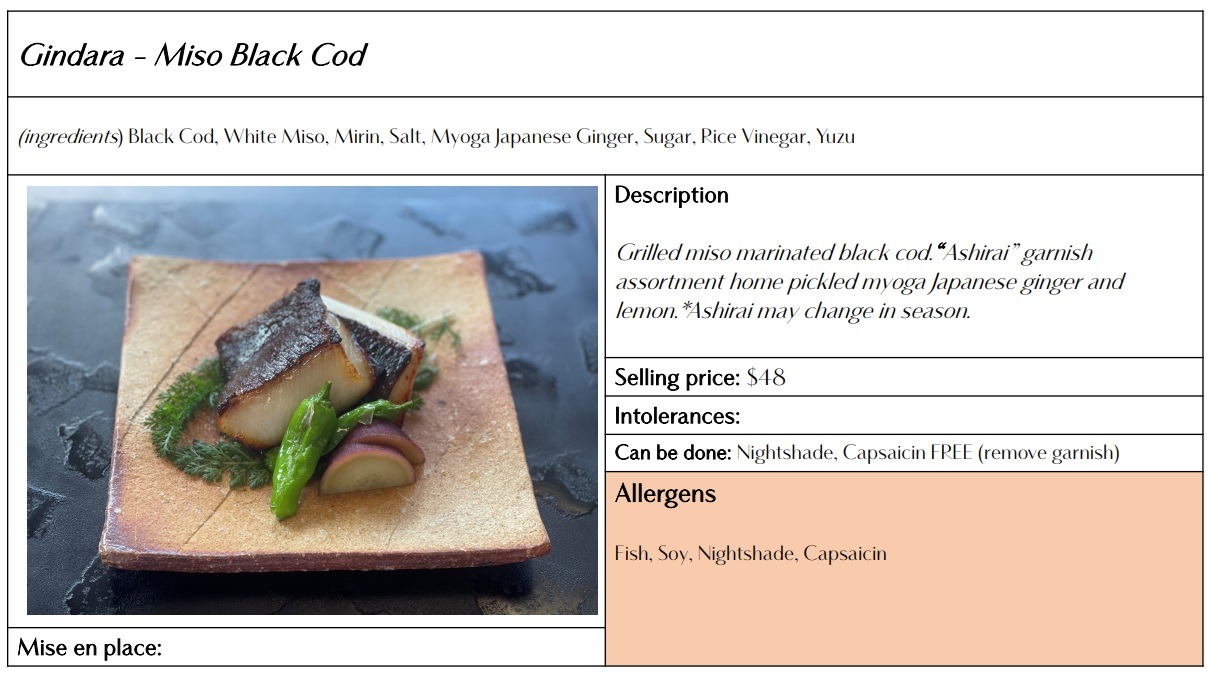 Gindara – Miso Black Cod
(ingredients) Black Cod, White Miso, Mirin, Salt, Myoga Japanese Ginger, Sugar, Rice Vinegar, Yuzu
Description
Grilled miso marinated black cod. “Ashirai” garnish
assortment home pickled myoga Japanese ginger and
lemon. *Ashirai may change in season.
Selling price: $48
Intolerances:
Can be done: Nightshade, Capsaicin FREE (remove garnish)
Allergens
Fish, Soy, Nightshade, Capsaicin
Mise en place: